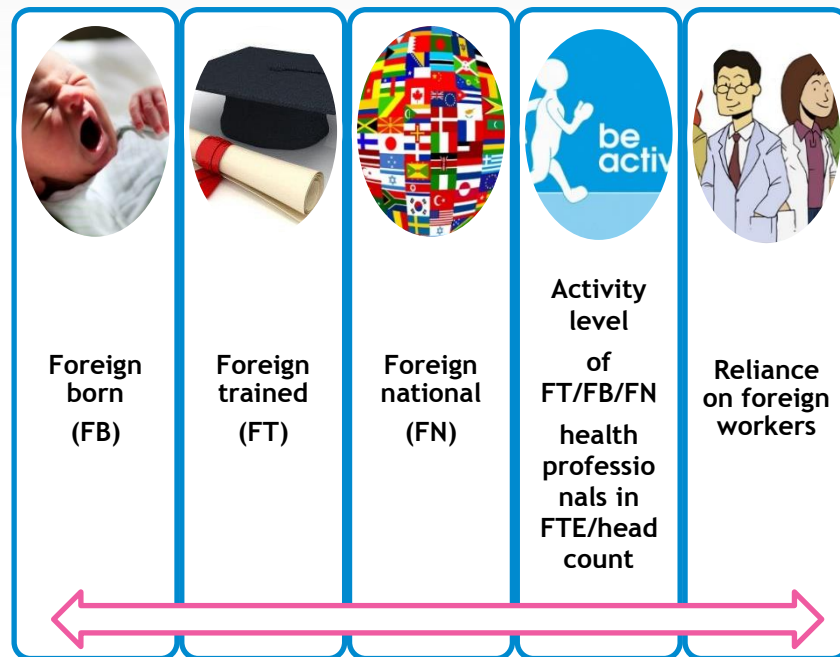 Foreign
born
(FB)
Foreign
trained
(FT)
Foreign
national
(FN)
be
activ
Activity
level
of
FT/FB/FN
health
professio
nals in
FTE/head
count
Reliance
on foreign
workers